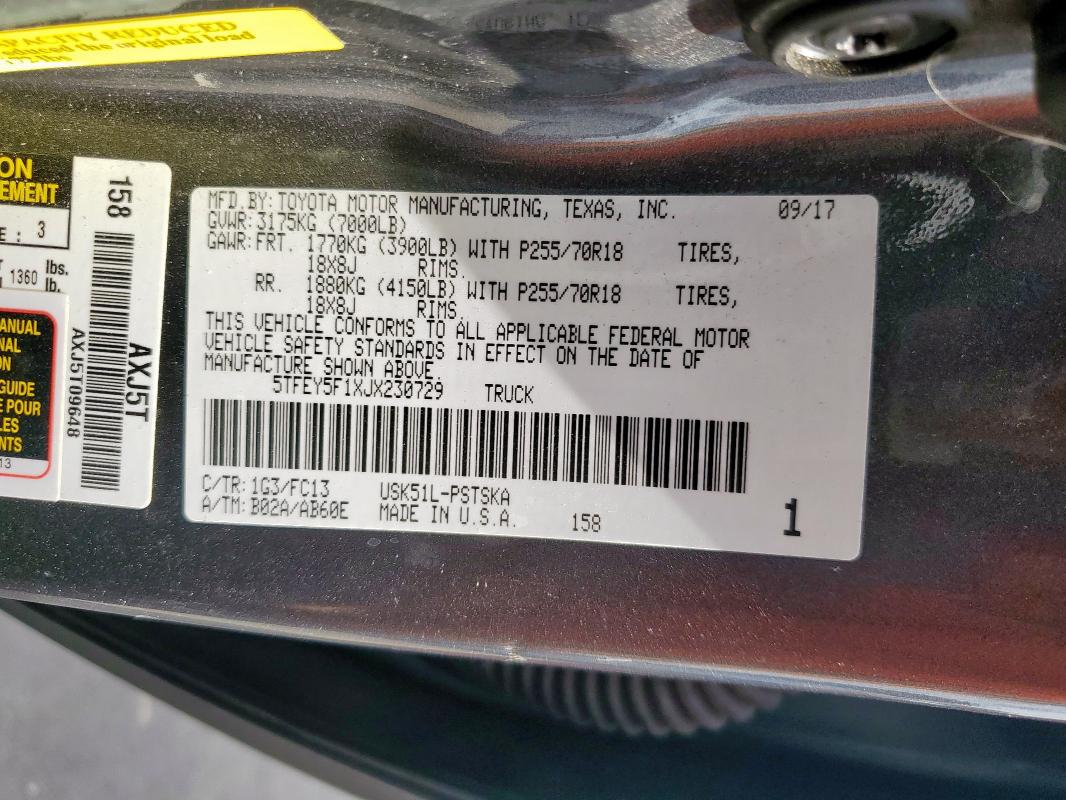 REDUCED
the original load
ON
EMENT
: 3
1360 lbs.
lb.
ANUAL
NAL
ON
GUIDE
E POUR
LES
NTS
13
158
AXJ5T
AXJ5T09648
MFD.BY:TOYOTA MOTOR MANUFACTURING, TEXAS, INC. 09/17
GVWR:3175KG (7000LB)
GAWR:FRT. 1770KG (3900LB) WITH P255/70R18 TIRES,
18X8J RIMS,
RR. 1880KG (4150LB) WITH P255/70R18 TIRES,
18X8J RIMS.
THIS VEHICLE CONFORMS TO ALL APPLICABLE FEDERAL MOTOR
VEHICLE SAFETY STANDARDS IN EFFECT ON THE DATE OF
MANUFACTURE SHOWN ABOVE.
5TFEY5F1XJX230729 TRUCK
C/TR:1G3/FC13 USK51L-PSTSKA
A/TM:B02A/AB60E MADE IN U.S.A. 158 1